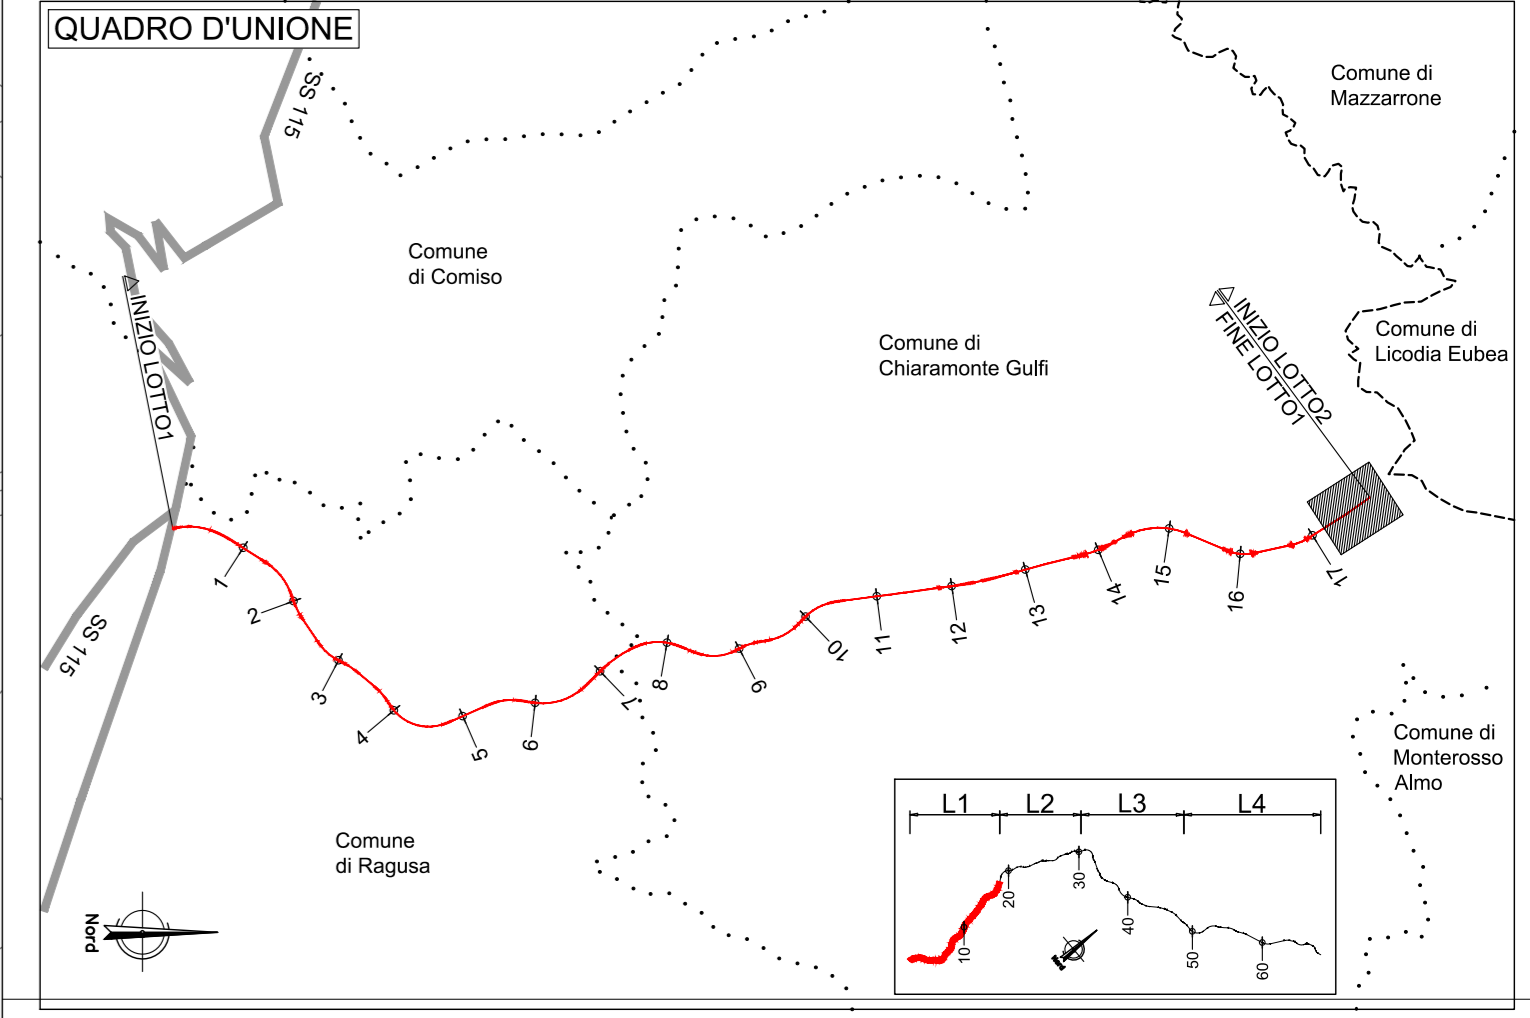 QUADRO D'UNIONE
SS 115
Comune di
Mazzarrone
Comune
di Comiso
INIZIO LOTTO1
Comune di
Chiaramonte Gulfi
INIZIO LOTTO2
FINE LOTTO1
Comune di
Licodia Eubea
1
2
3
4
5
6
7
8
9
10
11
12
13
14
15
16
17
SS 115
Comune di
Monterosso
Almo
Comune
di Ragusa
Nord
L1 L2 L3 L4
10
20
30
40
50
60
Nord